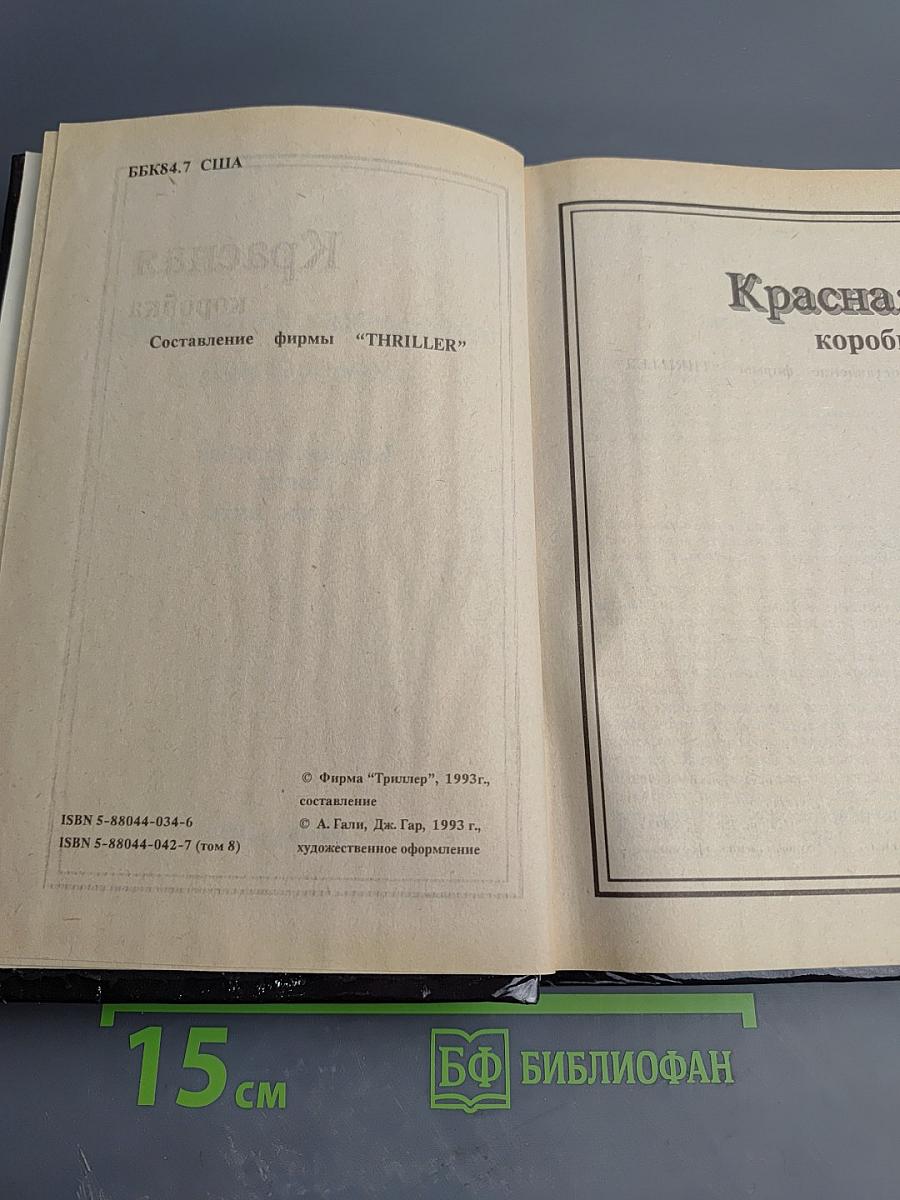 ББК84.7 США
Составление фирмы “THRILLER”
© Фирма “Триллер”, 1993г.,
составление
© А. Гали, Дж. Гар, 1993 г.,
художественное оформление
ISBN 5-88044-034-6
ISBN 5-88044-042-7 (том 8)
Красная
короб
15 см
БФ БИБЛИОФАН